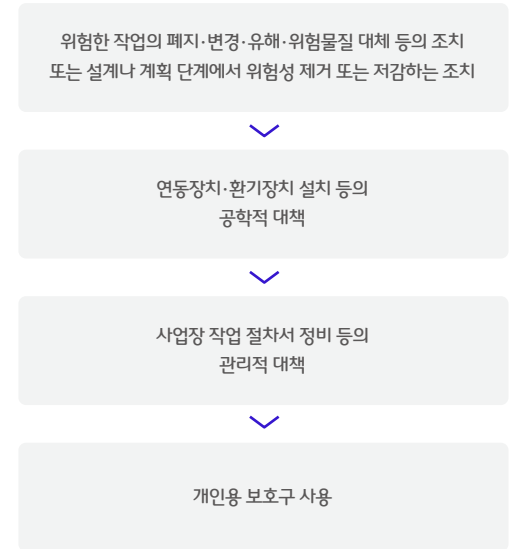 위험한 작업의 폐지·변경·유해·위험물질 대체 등의 조치
또는 설계나 계획 단계에서 위험성 제거 또는 저감하는 조치
연동장치·환기장치 설치 등의
공학적 대책
사업장 작업 절차서 정비 등의
관리적 대책
개인용 보호구 사용